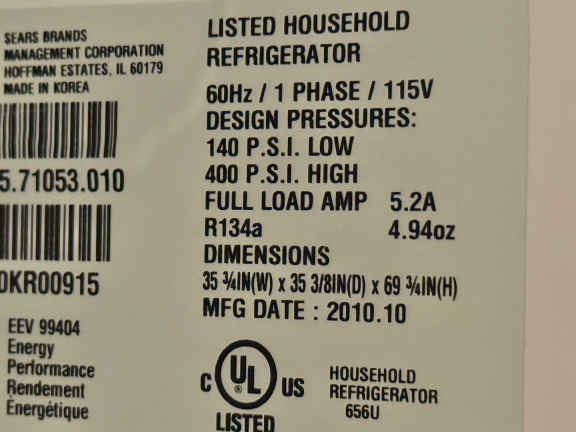 SEARS BRANDS
MANAGEMENT CORPORATION
HOFFMAN ESTATES, IL 60179
MADE IN KOREA
5.71053.010
0KR00915
EEV 99404
Energy
Performance
Rendement
Énergétique
LISTED HOUSEHOLD
REFRIGERATOR
60Hz / 1 PHASE / 115V
DESIGN PRESSURES:
140 P.S.I. LOW
400 P.S.I. HIGH
FULL LOAD AMP 5.2A
R134a 4.94oz
DIMENSIONS
35 ¾IN(W) x 35 3/8IN(D) x 69 ¾IN(H)
MFG DATE : 2010.10
C UL US
LISTED
HOUSEHOLD
REFRIGERATOR
656U